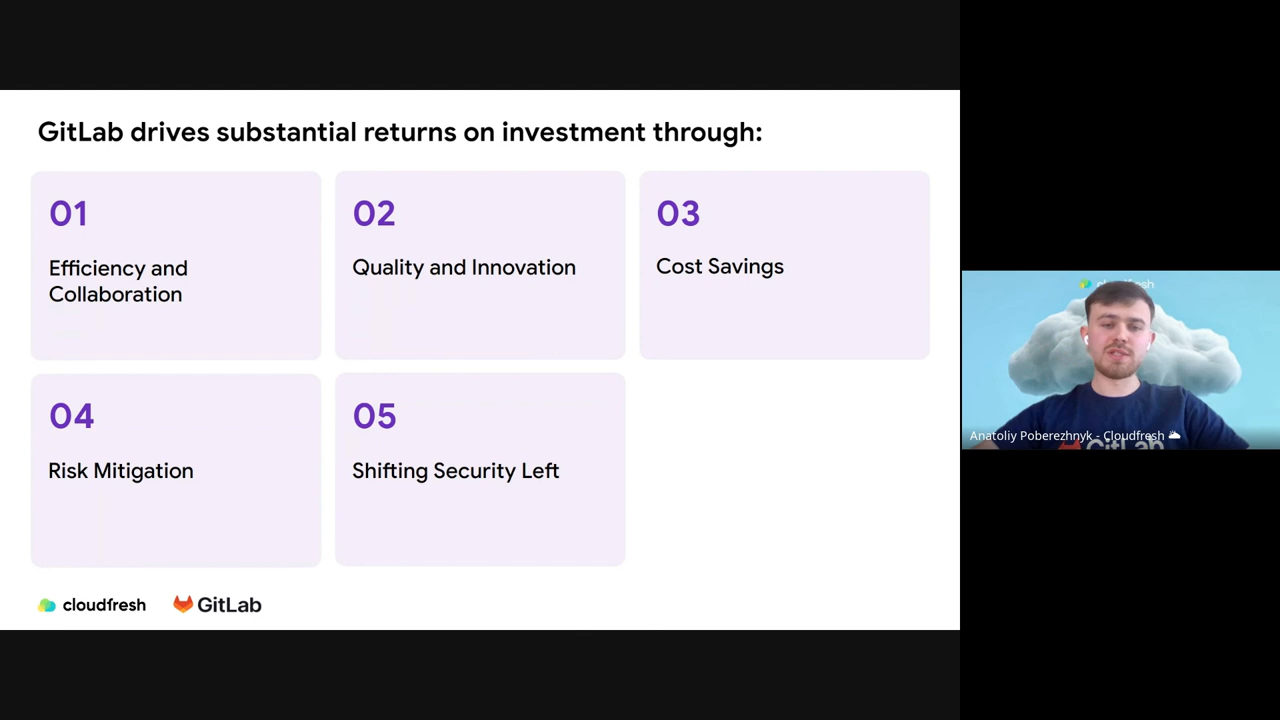 GitLab drives substantial returns on investment through:
01
Efficiency and
Collaboration
02
Quality and Innovation
03
Cost Savings
04
Risk Mitigation
05
Shifting Security Left
cloudfresh
GitLab
Anatoliy Poberezhnyk - Cloudfresh
GitLab